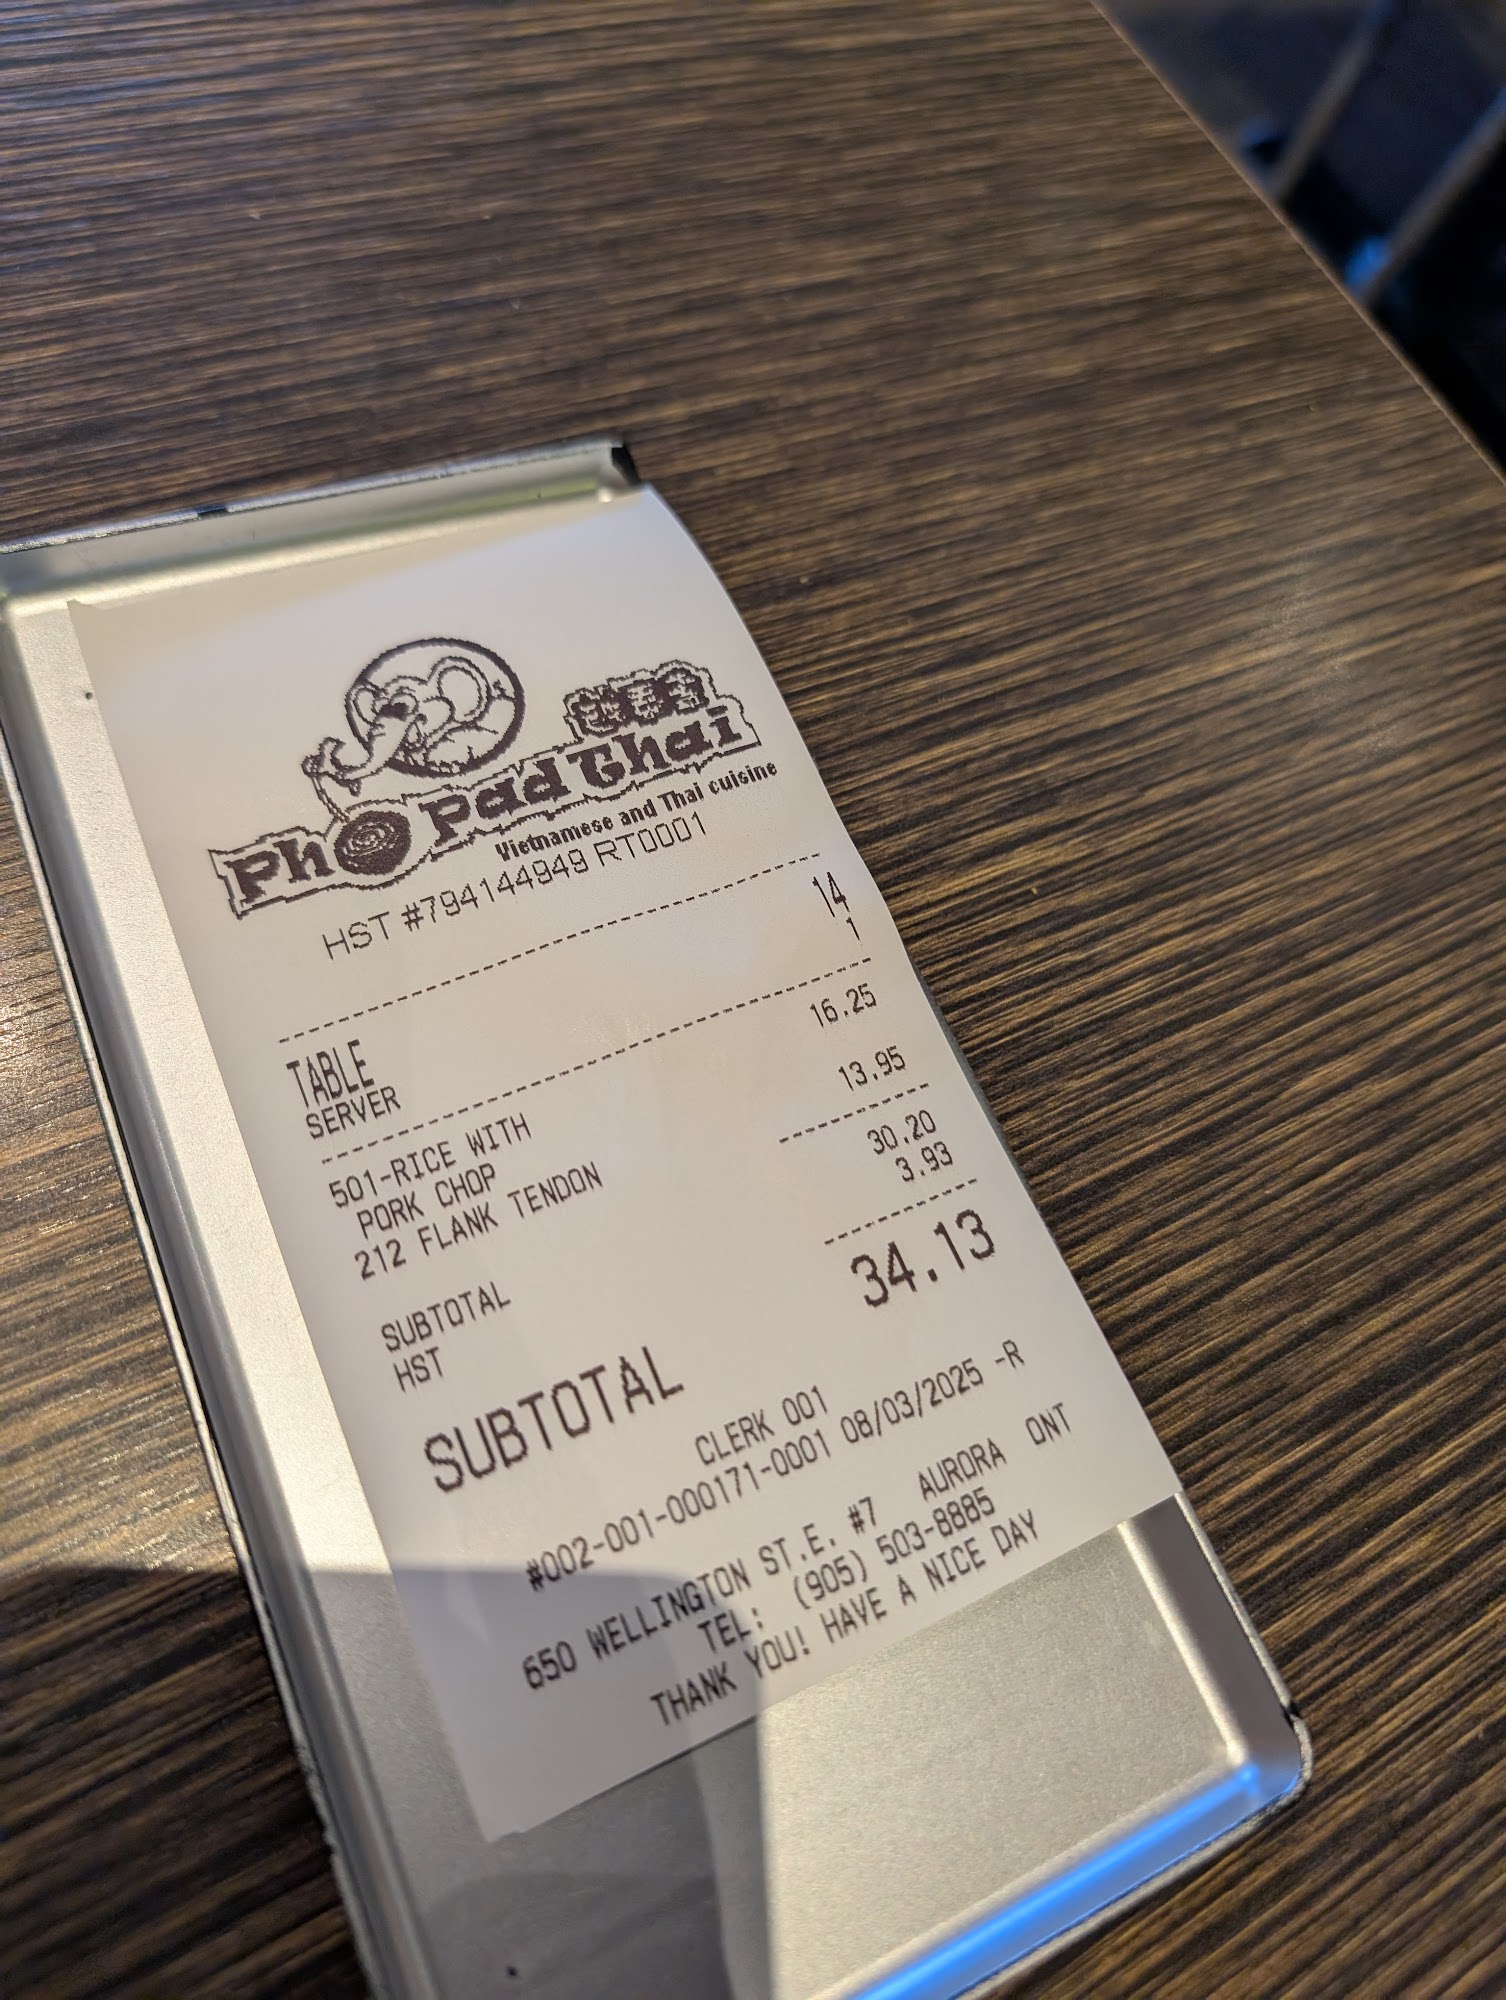 Pho Pad Thai
Vietnamese and Thai cuisine
HST #794144949 RT0001
TABLE 14
SERVER 1
501-RICE WITH 16.25
PORK CHOP
212 FLANK TENDON 13.95
SUBTOTAL 30.20
HST 3.93
SUBTOTAL 34.13
CLERK 001
#002-001-000171-0001 08/03/2025 -R
650 WELLINGTON ST.E. #7 AURORA ONT
TEL: (905) 503-8885
THANK YOU! HAVE A NICE DAY